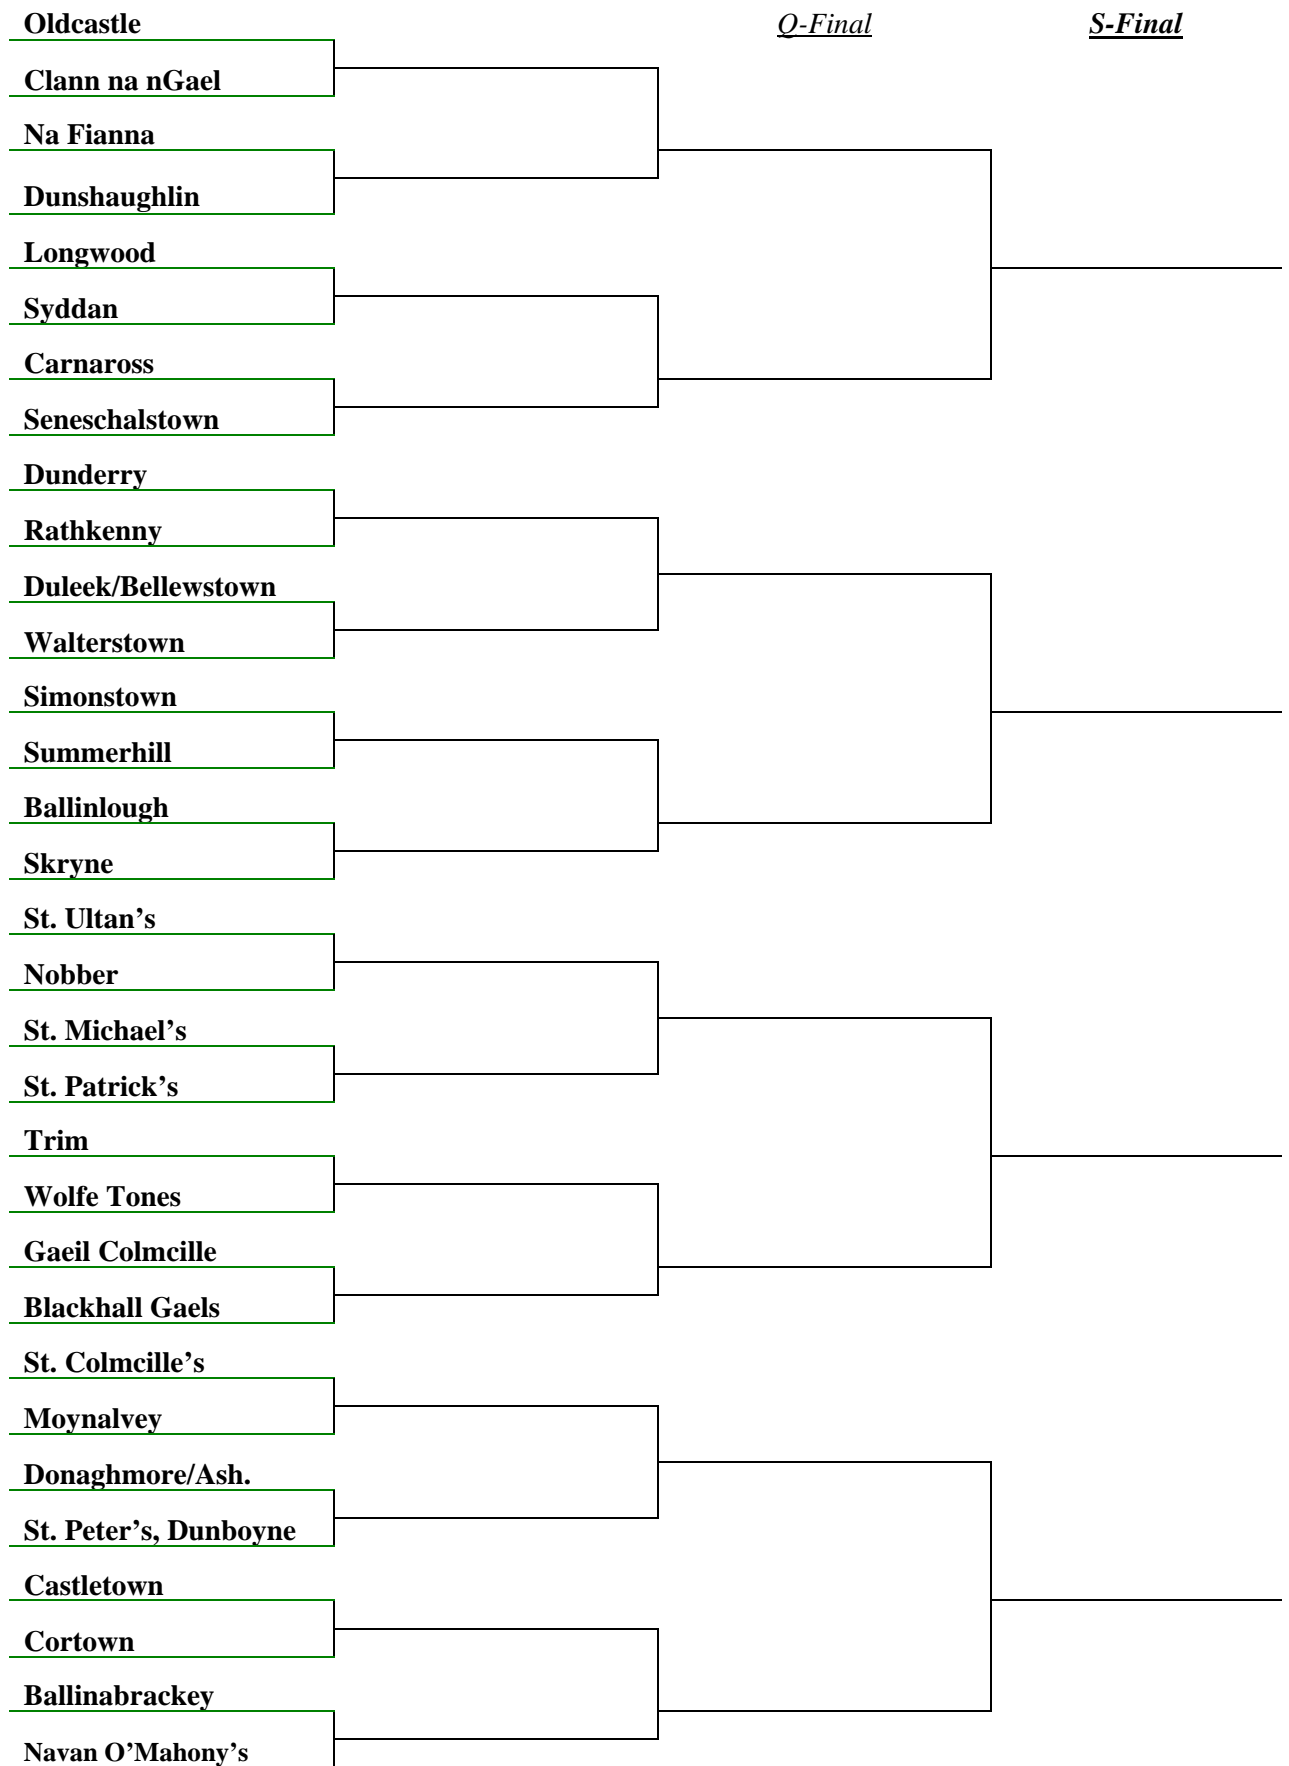 Oldcastle
Q-Final
S-Final
Clann na nGael
Na Fianna
Dunshaughlin
Longwood
Syddan
Carnaross
Seneschalstown
Dunderry
Rathkenny
Duleek/Bellewstown
Walterstown
Simonstown
Summerhill
Ballinlough
Skryne
St. Ultan’s
Nobber
St. Michael’s
St. Patrick’s
Trim
Wolfe Tones
Gaeil Colmcille
Blackhall Gaels
St. Colmcille’s
Moynalvey
Donaghmore/Ash.
St. Peter’s, Dunboyne
Castletown
Cortown
Ballinabrackey
Navan O’Mahony’s